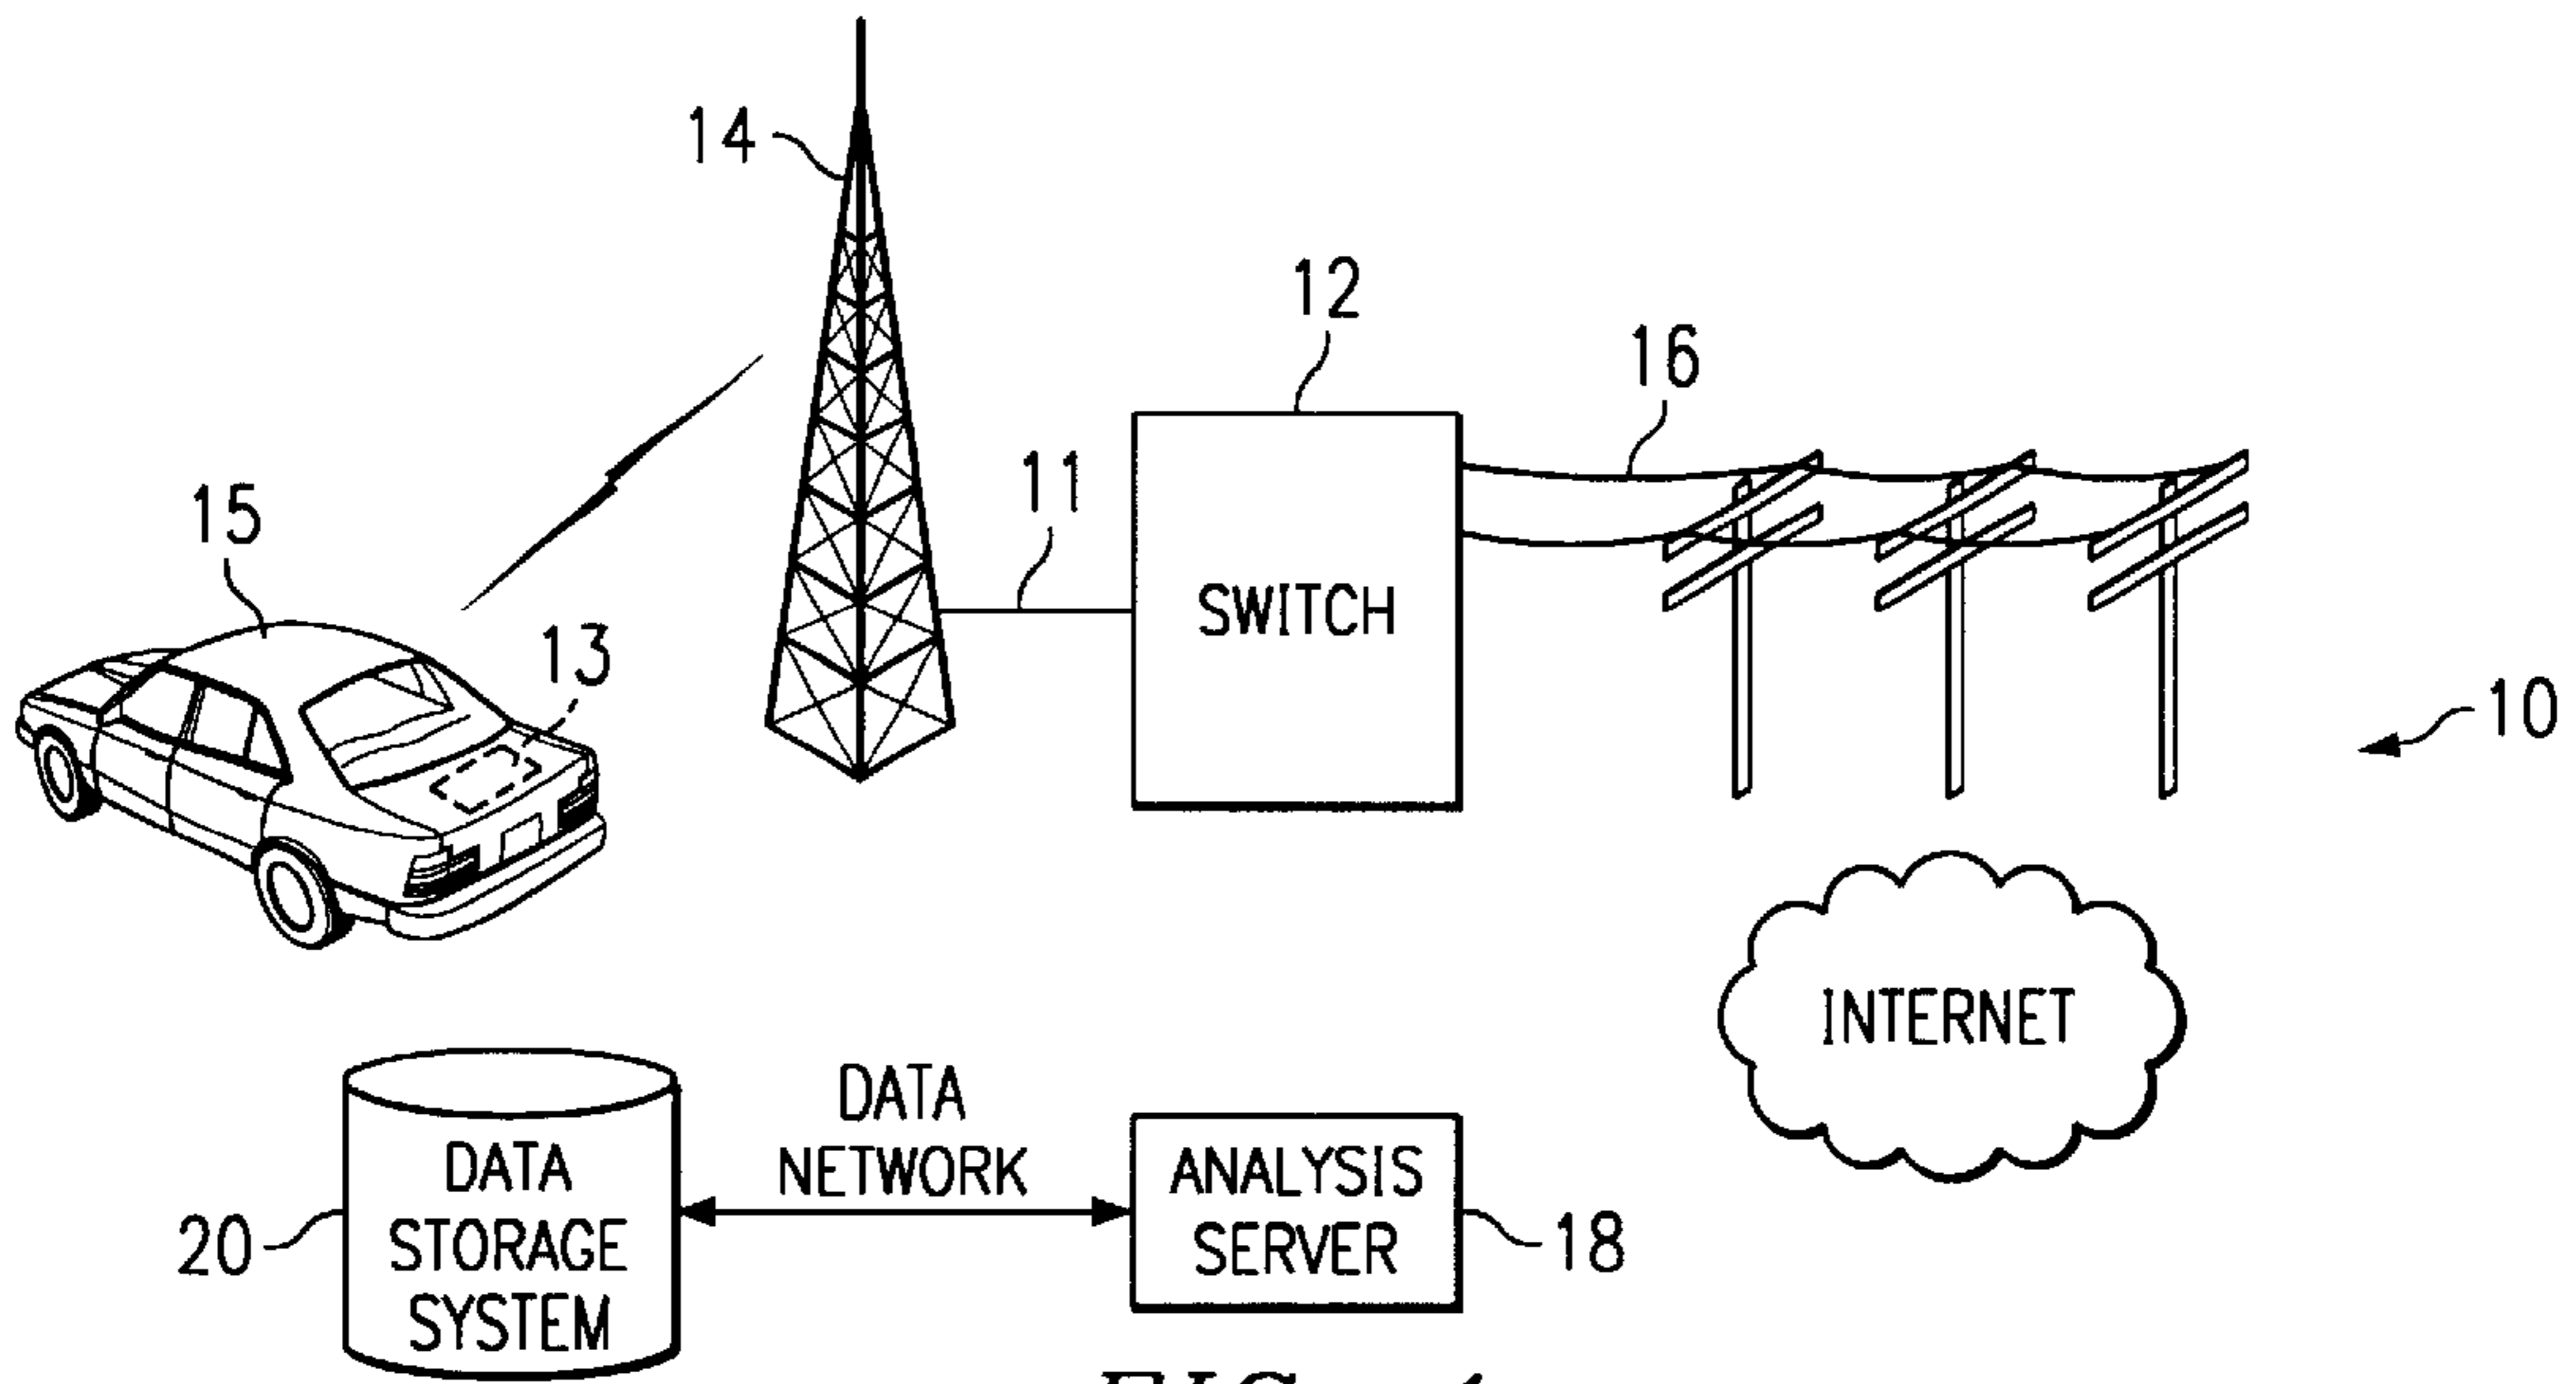 14
12
16
11
15
13
SWITCH
10
INTERNET
DATA
NETWORK
DATA
STORAGE
SYSTEM
20
ANALYSIS
SERVER
18